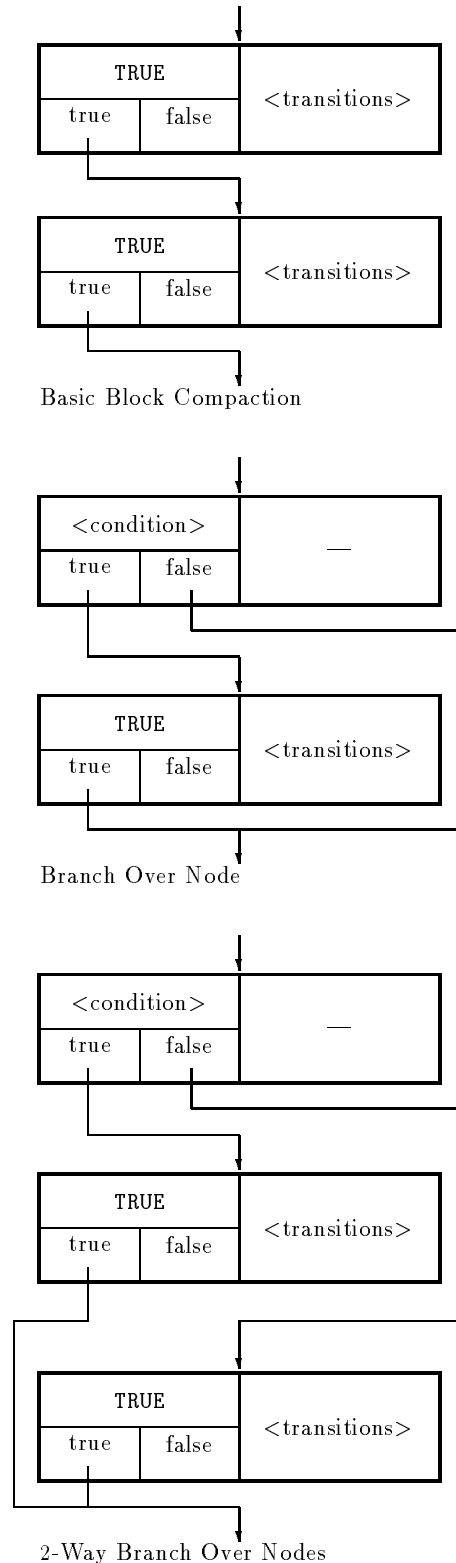 TRUE
true false <transitions>
TRUE
true false <transitions>
Basic Block Compaction
<condition> —
true false
TRUE
true false <transitions>
Branch Over Node
<condition> —
true false
TRUE
true false <transitions>
TRUE
true false <transitions>
2-Way Branch Over Nodes